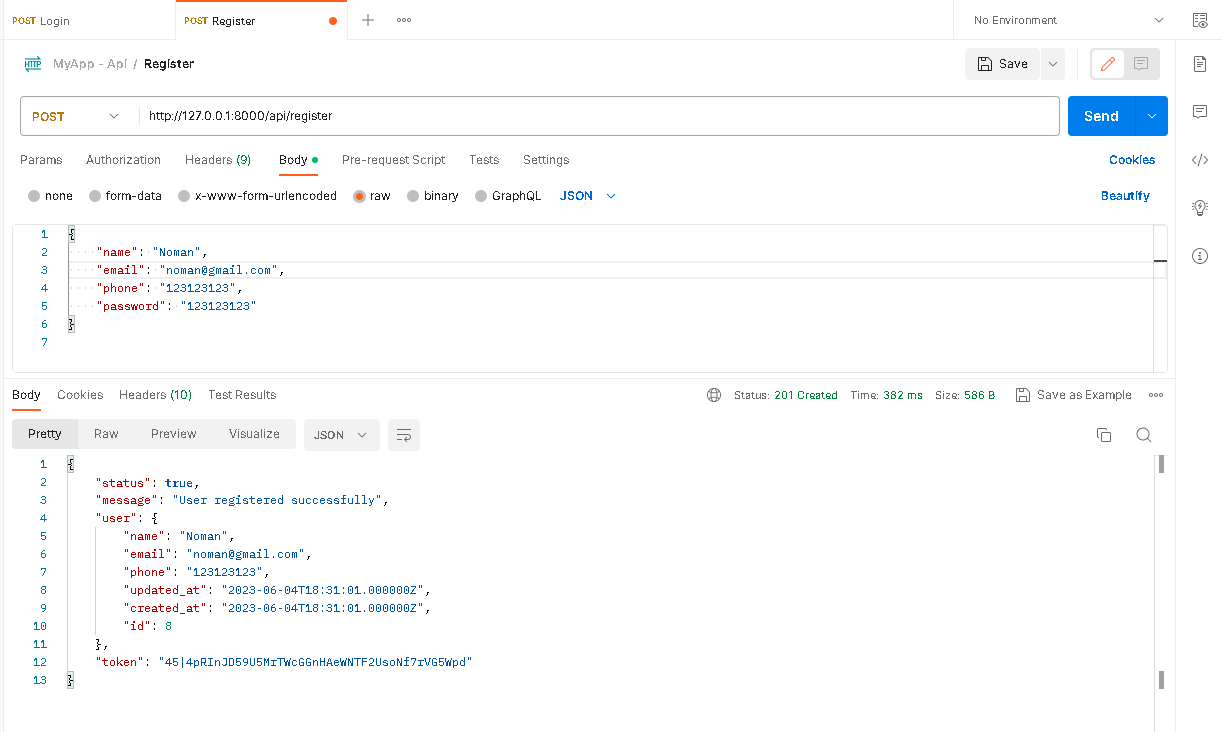 POST Login
POST Register
No Environment
HTTP MyApp - Api / Register
Save
POST http://127.0.0.1:8000/api/register
Send
Params Authorization Headers (9) Body Pre-request Script Tests Settings Cookies
none form-data x-www-form-urlencoded raw binary GraphQL JSON Beautify
1 {
2 "name": "Noman",
3 "email": "noman@gmail.com",
4 "phone": "123123123",
5 "password": "123123123"
6 }
7
Body Cookies Headers (10) Test Results Status: 201 Created Time: 382 ms Size: 586 B Save as Example
Pretty Raw Preview Visualize JSON
1 {
2 "status": true,
3 "message": "User registered successfully",
4 "user": {
5 "name": "Noman",
6 "email": "noman@gmail.com",
7 "phone": "123123123",
8 "updated_at": "2023-06-04T18:31:01.000000Z",
9 "created_at": "2023-06-04T18:31:01.000000Z",
10 "id": 8
11 },
12 "token": "45|4pRInJD59U5MrTWcGGnHAeWNTF2UsoNf7rVG5Wpd"
13 }